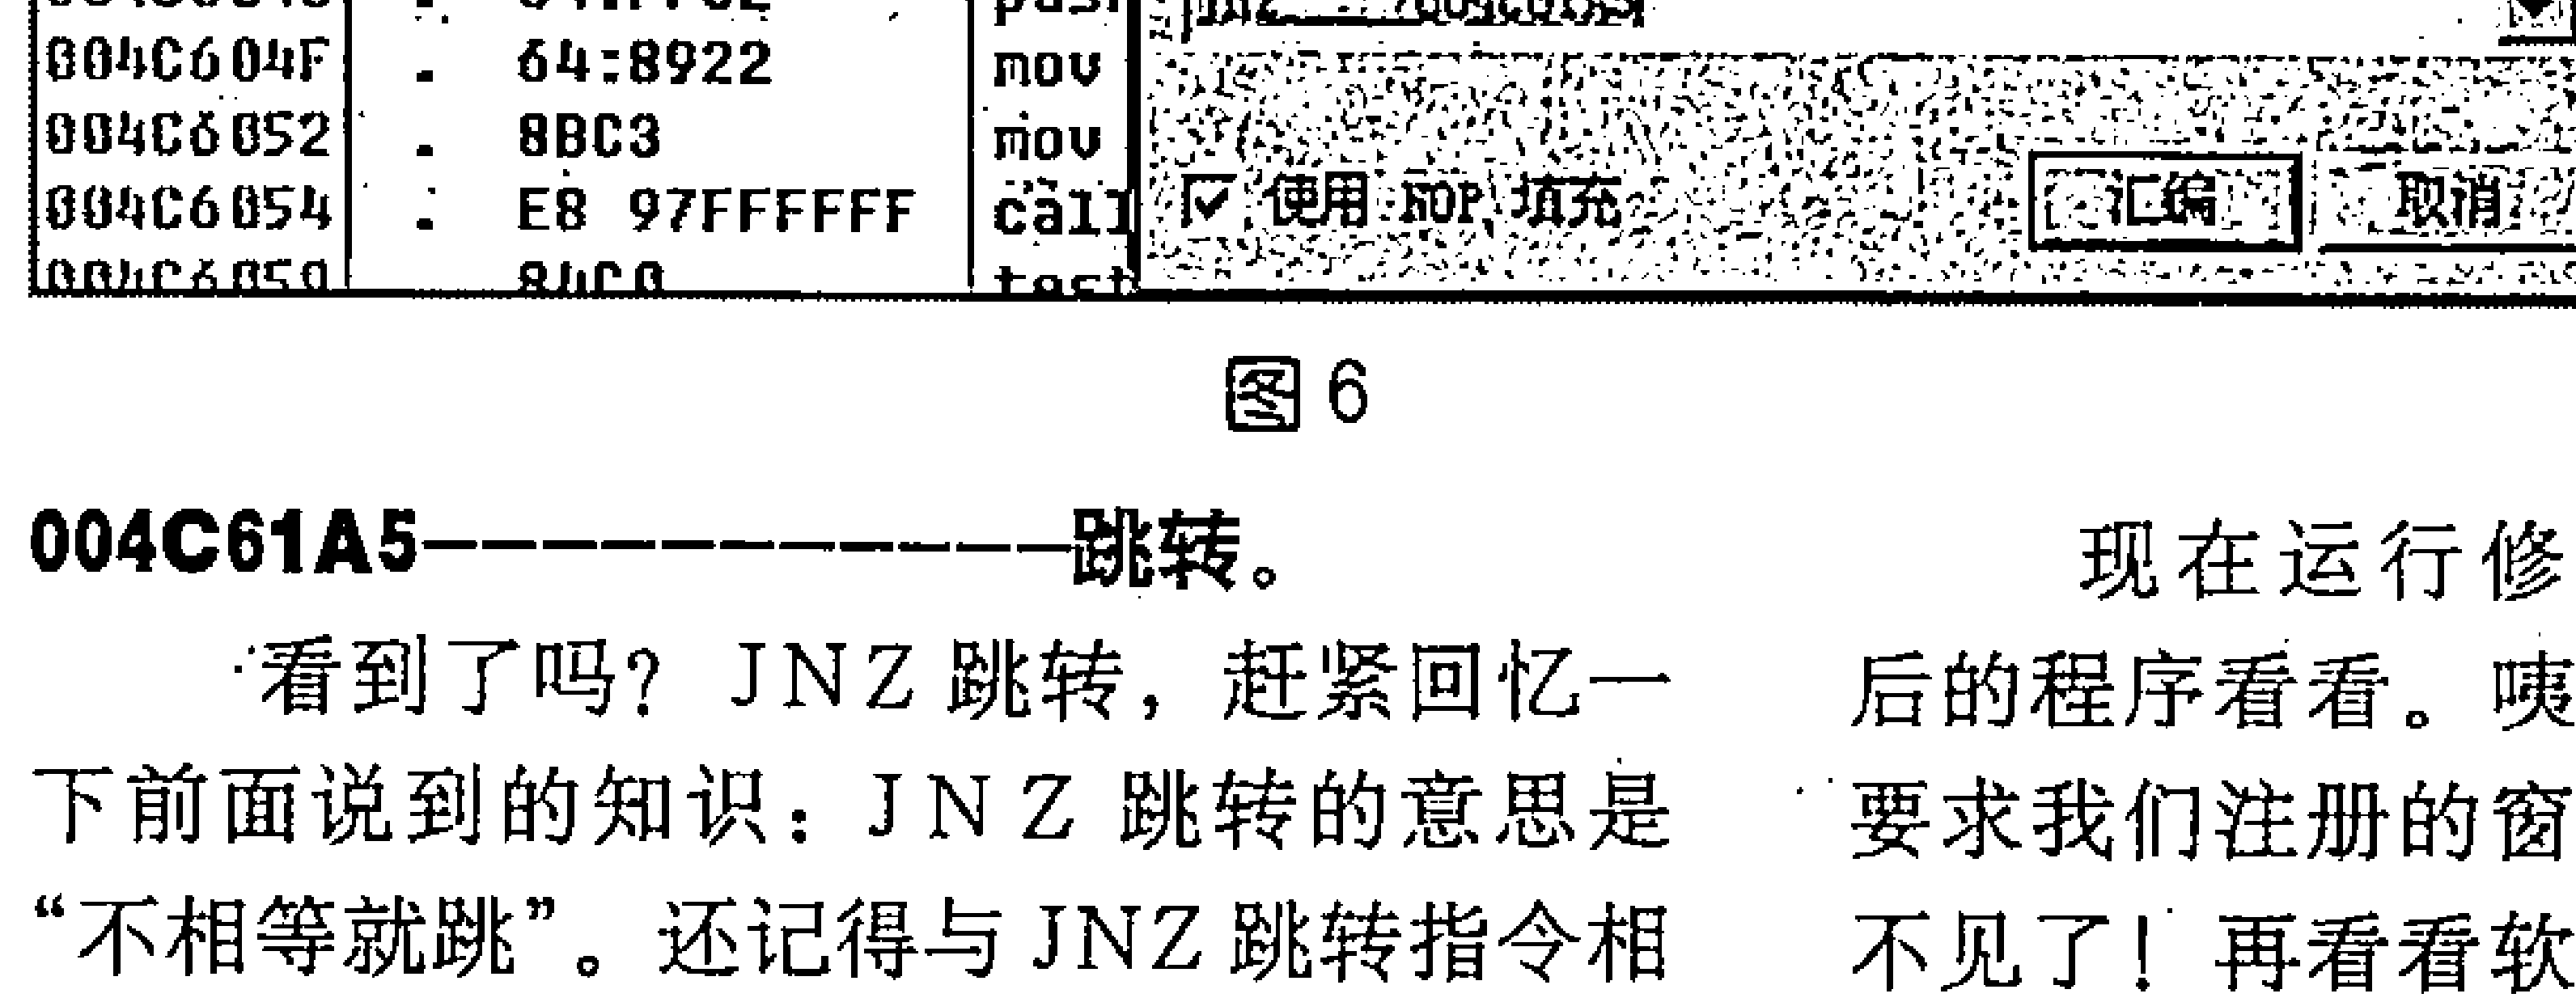 004C604F . 64:8922 mov
004C6052 . 8BC3 mov
004C6054 . E8 97FFFFFF call
004C6059 84C0 test
使用 NOP 填充
汇编 取消
图 6
004C61A5------------跳转。
看到了吗？JNZ 跳转，赶紧回忆一
下前面说到的知识：JNZ 跳转的意思是
“不相等就跳”。还记得与 JNZ 跳转指令相
现在运行修
后的程序看看。咦
要求我们注册的窗
不见了！再看看软